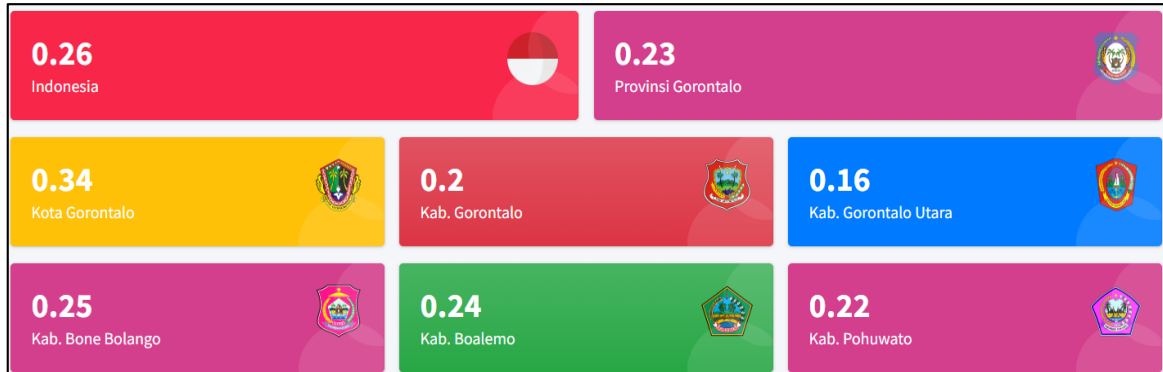 0.26
Indonesia
0.23
Provinsi Gorontalo
0.34
Kota Gorontalo
0.2
Kab. Gorontalo
0.16
Kab. Gorontalo Utara
0.25
Kab. Bone Bolango
0.24
Kab. Boalemo
0.22
Kab. Pohuwato